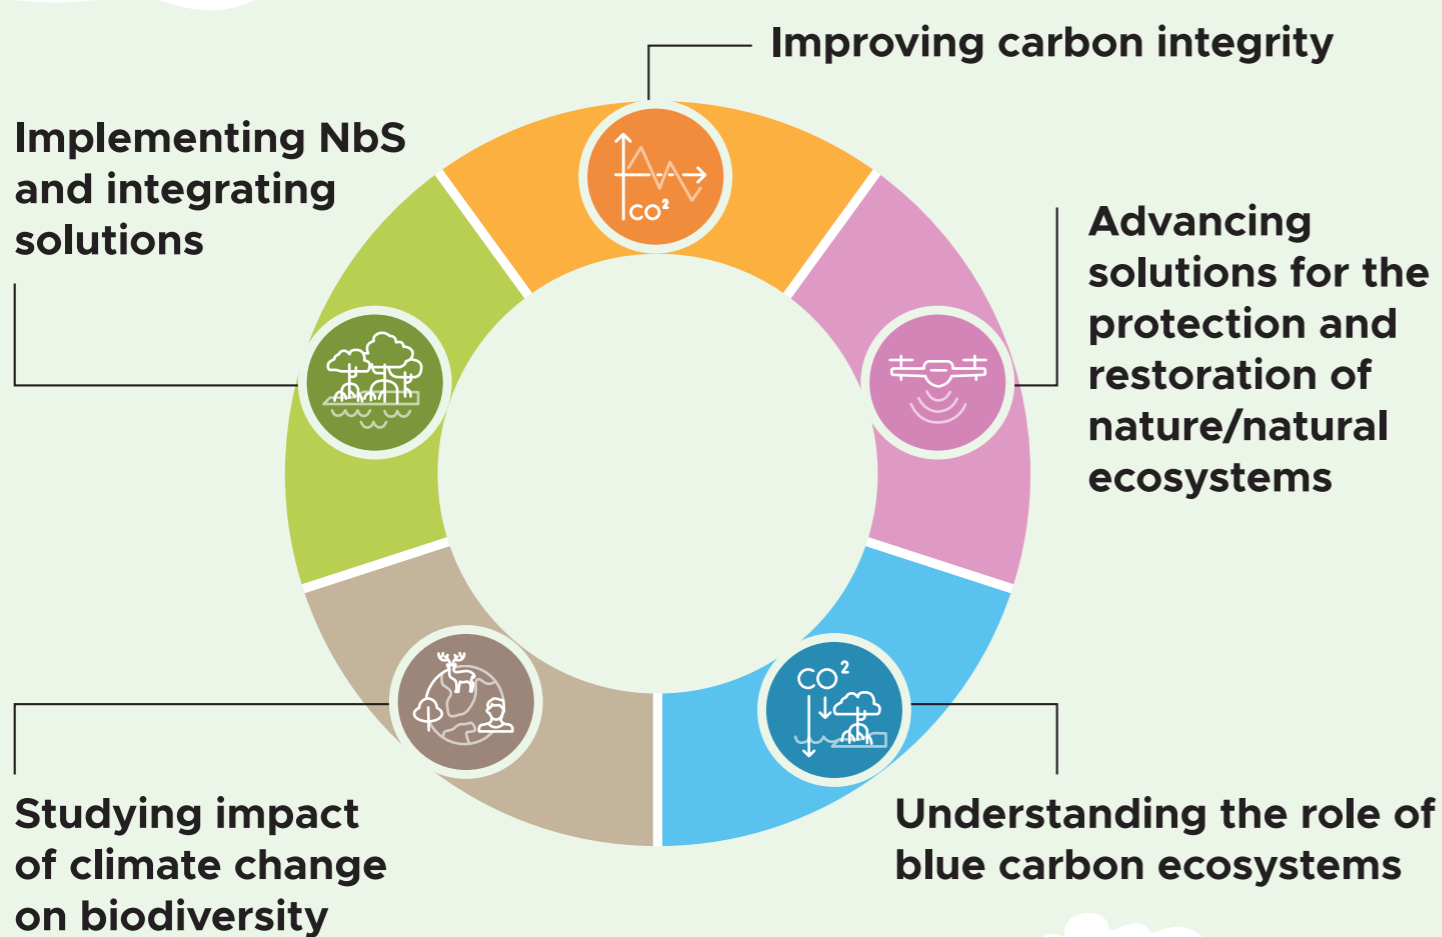 Improving carbon integrity
Implementing NbS
and integrating
solutions
CO²
Advancing
solutions for the
protection and
restoration of
nature/natural
ecosystems
CO²
Studying impact
of climate change
on biodiversity
Understanding the role of
blue carbon ecosystems